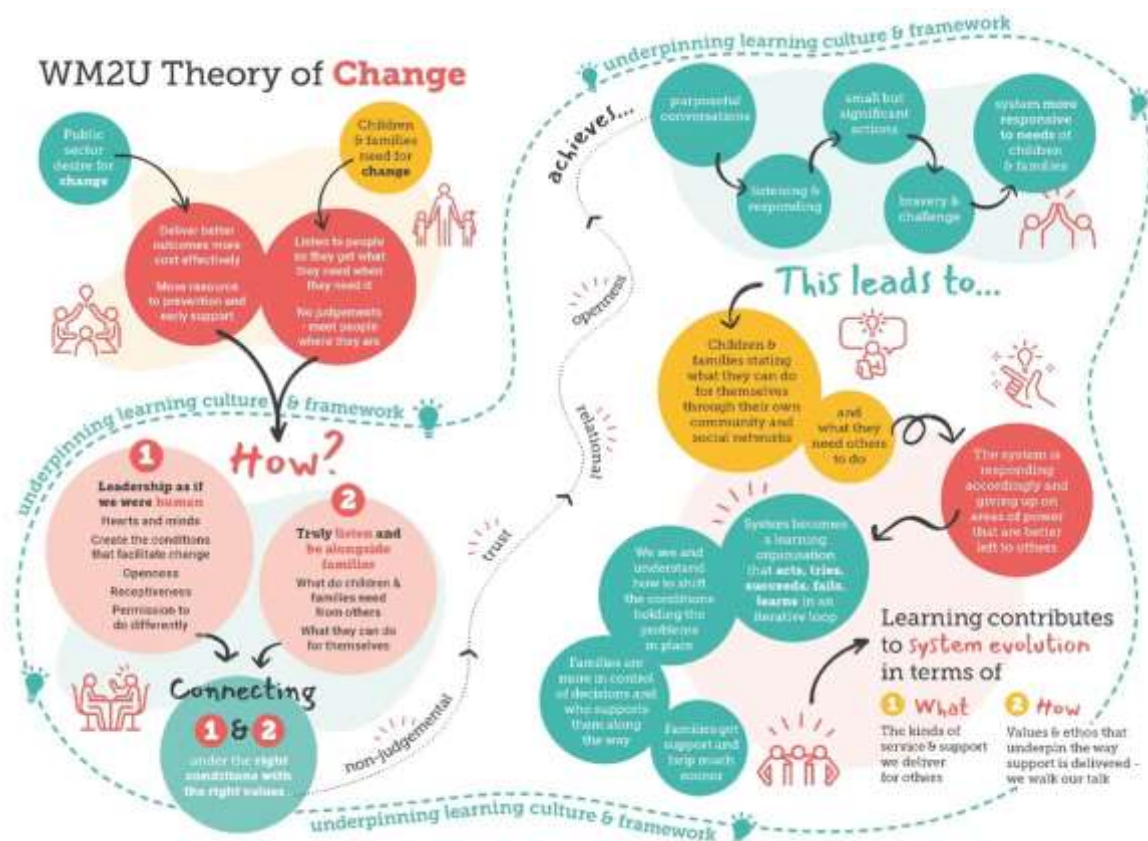 WM2U Theory of Change
Public
sector
desire for
change
Children
& families
need for
change
Deliver better
outcomes more
cost effectively
Move resource
to prevention and
early support
Listen to people
so they get what
they need when
they need it
No judgements
- meet people
where they are
underpinning learning culture & framework
How?
1
Leadership as if
we were human
Hearts and minds
Create the conditions
that facilitate change
Openness
Receptiveness
Permission to
do differently
2
Truly listen and
be alongside
families
What do children &
families need
from others
What they can do
for themselves
Connecting
1 & 2
under the right
conditions with
the right values
non-judgemental
trust
relational
openness
achieves...
underpinning learning culture & framework
purposeful
conversations
listening &
responding
small but
significant
actions
bravery &
challenge
system more
responsive
to needs of
children
& families
This leads to...
Children &
families stating
what they can do
for themselves
through their own
community and
social networks
and
what they
need others
to do
The system is
responding
accordingly and
giving up on
areas of power
that are better
left to others
System becomes
a learning
organisation
that acts, tries,
succeeds, fails,
learns in an
iterative loop
We see and
understand
how to shift
the conditions
holding the
problems
in place
Families are
more in control
of decisions and
who supports
them along
the way
Families get
support and
help much
sooner
Learning contributes
to system evolution
in terms of
1 What
The kinds of
service & support
we deliver
for others
2 How
Values & ethos that
underpin the way
support is delivered -
we walk our talk
underpinning learning culture & framework